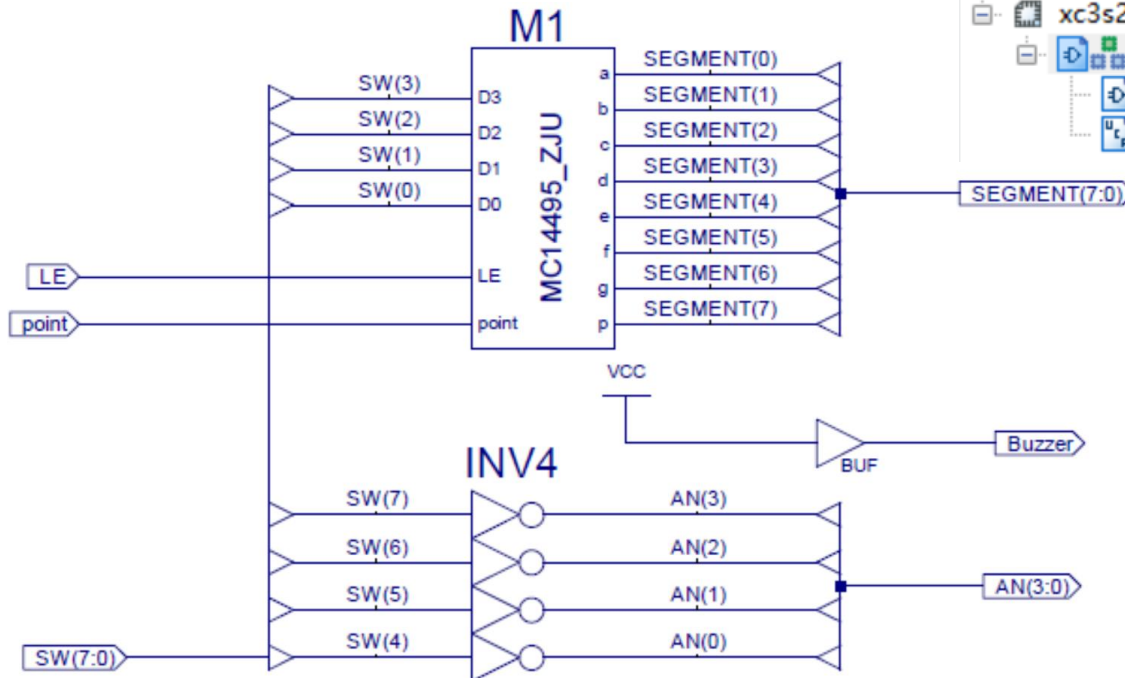 M1
xc3s2
SW(3)
SW(2)
SW(1)
SW(0)
D3
D2
D1
D0
LE
point
MC14495_ZJU
a
b
c
d
e
f
g
p
SEGMENT(0)
SEGMENT(1)
SEGMENT(2)
SEGMENT(3)
SEGMENT(4)
SEGMENT(5)
SEGMENT(6)
SEGMENT(7)
SEGMENT(7:0)
LE
point
VCC
BUF
Buzzer
INV4
SW(7)
SW(6)
SW(5)
SW(4)
AN(3)
AN(2)
AN(1)
AN(0)
AN(3:0)
SW(7:0)